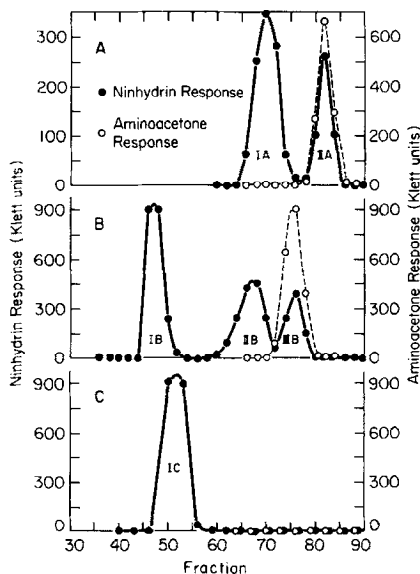 A
350
300
200
100
0
700
600
400
200
0
● Ninhydrin Response
○ Aminoacetone
Response
IA
IIA
B
900
600
300
0
900
600
300
0
IB
IIB
IIIB
C
900
600
300
0
900
600
300
0
IC
30 40 50 60 70 80 90
Fraction
Ninhydrin Response (Klett units)
Aminoacetone Response (Klett units)